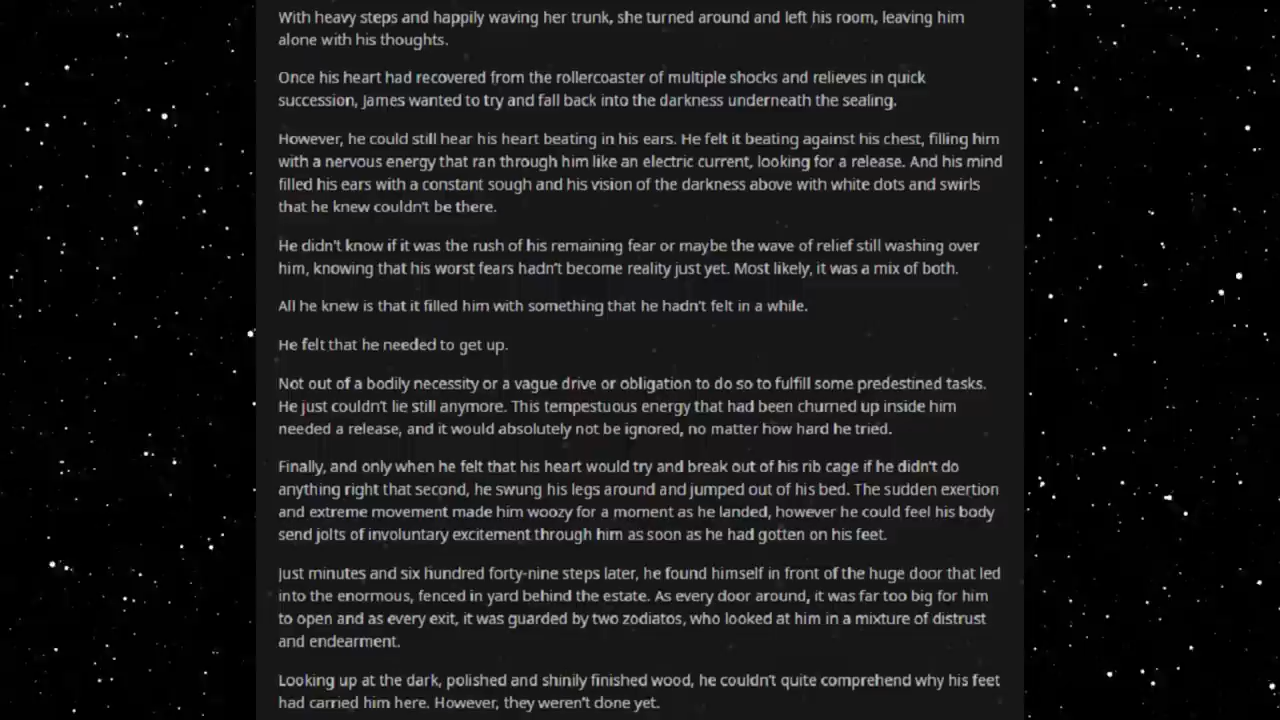 With heavy steps and happily waving her trunk, she turned around and left his room, leaving him
alone with his thoughts.
Once his heart had recovered from the rollercoaster of multiple shocks and relieves in quick
succession, James wanted to try and fall back into the darkness underneath the sealing.
However, he could still hear his heart beating in his ears. He felt it beating against his chest, filling him
with a nervous energy that ran through him like an electric current, looking for a release. And his mind
filled his ears with a constant sough and his vision of the darkness above with white dots and swirls
that he knew couldn't be there.
He didn't know if it was the rush of his remaining fear or maybe the wave of relief still washing over
him, knowing that his worst fears hadn't become reality just yet. Most likely, it was a mix of both.
All he knew is that it filled him with something that he hadn't felt in a while.
He felt that he needed to get up.
Not out of a bodily necessity or a vague drive or obligation to do so to fulfill some predestined tasks.
He just couldn't lie still anymore. This tempestuous energy that had been churned up inside him
needed a release, and it would absolutely not be ignored, no matter how hard he tried.
Finally, and only when he felt that his heart would try and break out of his rib cage if he didn't do
anything right that second, he swung his legs around and jumped out of his bed. The sudden exertion
and extreme movement made him woozy for a moment as he landed, however he could feel his body
send jolts of involuntary excitement through him as soon as he had gotten on his feet.
Just minutes and six hundred forty-nine steps later, he found himself in front of the huge door that led
into the enormous, fenced in yard behind the estate. As every door around, it was far too big for him
to open and as every exit, it was guarded by two zodiatos, who looked at him in a mixture of distrust
and endearment.
Looking up at the dark, polished and shinily finished wood, he couldn't quite comprehend why his feet
had carried him here. However, they weren't done yet.